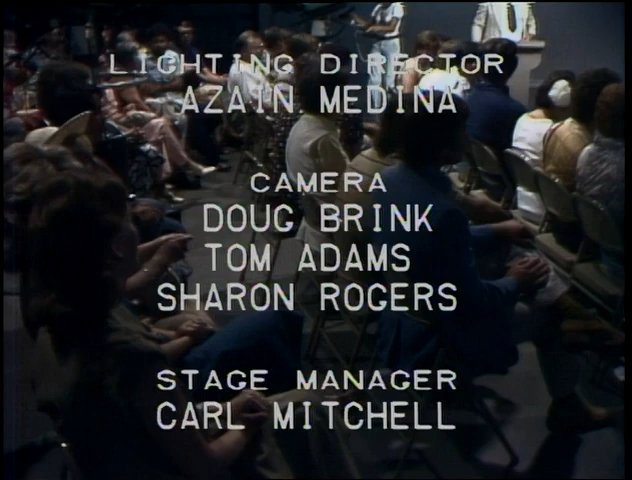 LIGHTING DIRECTOR
AZAIN MEDINA
CAMERA
DOUG BRINK
TOM ADAMS
SHARON ROGERS
STAGE MANAGER
CARL MITCHELL